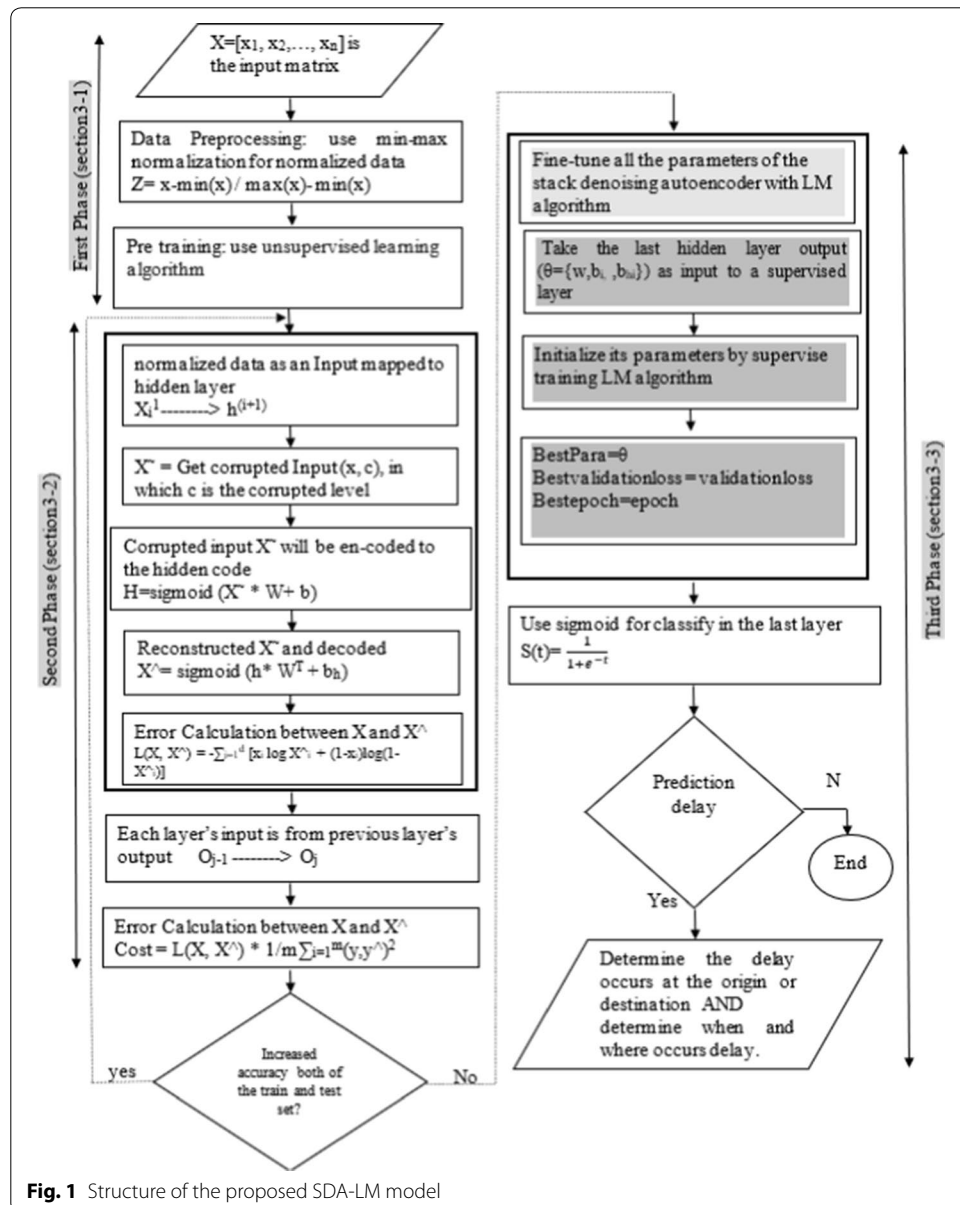 X=[x₁, x₂,..., xₙ] is
the input matrix
First Phase (section3-1)
Data Preprocessing: use min-max
normalization for normalized data
Z= x-min(x)/ max(x)-min(x)
Pre training: use unsupervised learning
algorithm
Second Phase (section3-2)
normalized data as an Input mapped to
hidden layer
Xᵢ¹--------> h⁽ⁱ⁺¹⁾
X˜ = Get corrupted Input (x, c), in
which c is the corrupted level
Corrupted input X˜ will be en-coded to
the hidden code
H=sigmoid (X˜ * W+ b)
Reconstructed X˜ and decoded
X^= sigmoid (h* Wᵀ + bₕ)
Error Calculation between X and X^
L(X, X^) = -∑ᵢ₌₁ᵈ [xᵢ log X^ᵢ + (1-xᵢ)log(1-
X^ᵢ)]
Each layer's input is from previous layer's
output Oⱼ₋₁ --------> Oⱼ
Error Calculation between X and X^
Cost = L(X, X^) * 1/m∑i=1ᵐ(y,y^)²
Increased
accuracy both of
the train and test
set?
yes
No
Third Phase (section3-3)
Fine-tune all the parameters of the
stack denoising autoencoder with LM
algorithm
Take the last hidden layer output
(θ={w,bᵢ, ,bₕᵢ}) as input to a supervised
layer
Initialize its parameters by supervise
training LM algorithm
BestPara=θ
Bestvalidationloss=validationloss
Bestepoch=epoch
Use sigmoid for classify in the last layer
S(t)= 1/1+e⁻ᵗ
Prediction
delay
N
End
Yes
Determine the delay
occurs at the origin or
destination AND
determine when and
where occurs delay.
Fig. 1 Structure of the proposed SDA-LM model